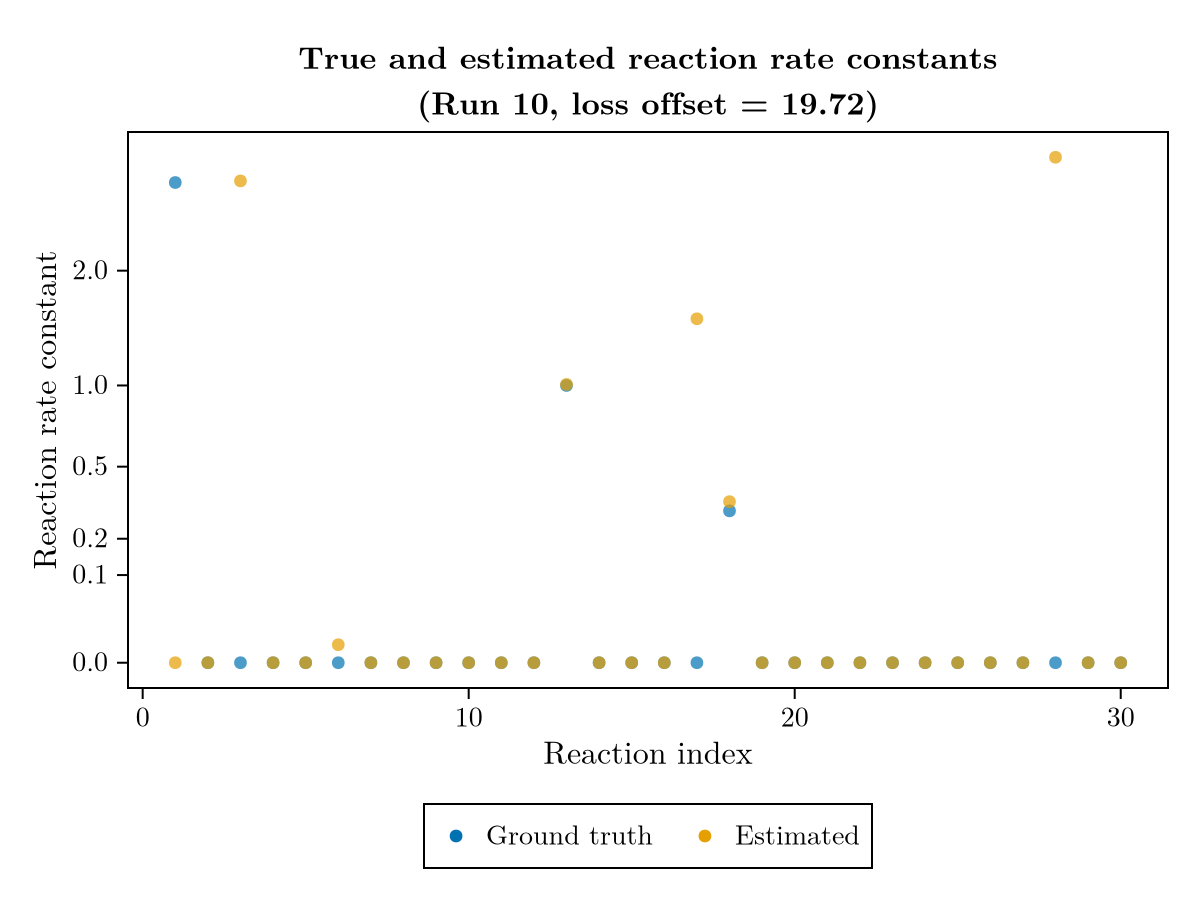 True and estimated reaction rate constants
(Run 10, loss offset = 19.72)
Reaction rate constant
2.0
1.0
0.5
0.2
0.1
0.0
0 10 20 30
Reaction index
Ground truth Estimated